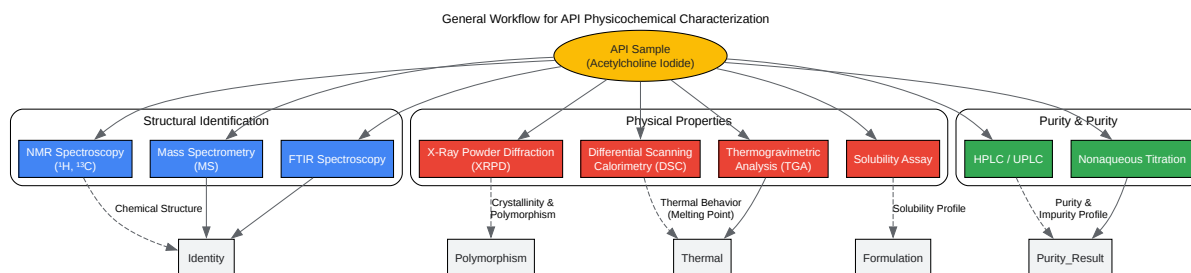 General Workflow for API Physicochemical Characterization
API Sample
(Acetylcholine Iodide)
Structural Identification
Physical Properties
Purity & Purity
NMR Spectroscopy
(¹H, ¹³C)
Mass Spectrometry
(MS)
FTIR Spectroscopy
X-Ray Powder Diffraction
(XRPD)
Differential Scanning
Calorimetry (DSC)
Thermogravimetric
Analysis (TGA)
Solubility Assay
HPLC / UPLC
Nonaqueous Titration
Chemical Structure
Crystallinity &
Polymorphism
Thermal Behavior
(Melting Point)
Solubility Profile
Purity &
Impurity Profile
Identity
Polymorphism
Thermal
Formulation
Purity_Result